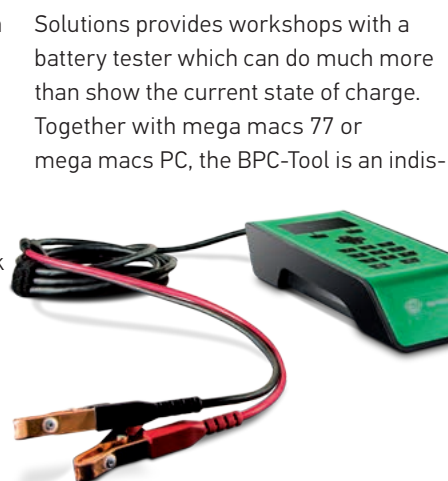 Solutions provides workshops with a
battery tester which can do much more
than show the current state of charge.
Together with mega macs 77 or
mega macs PC, the BPC-Tool is an indis-